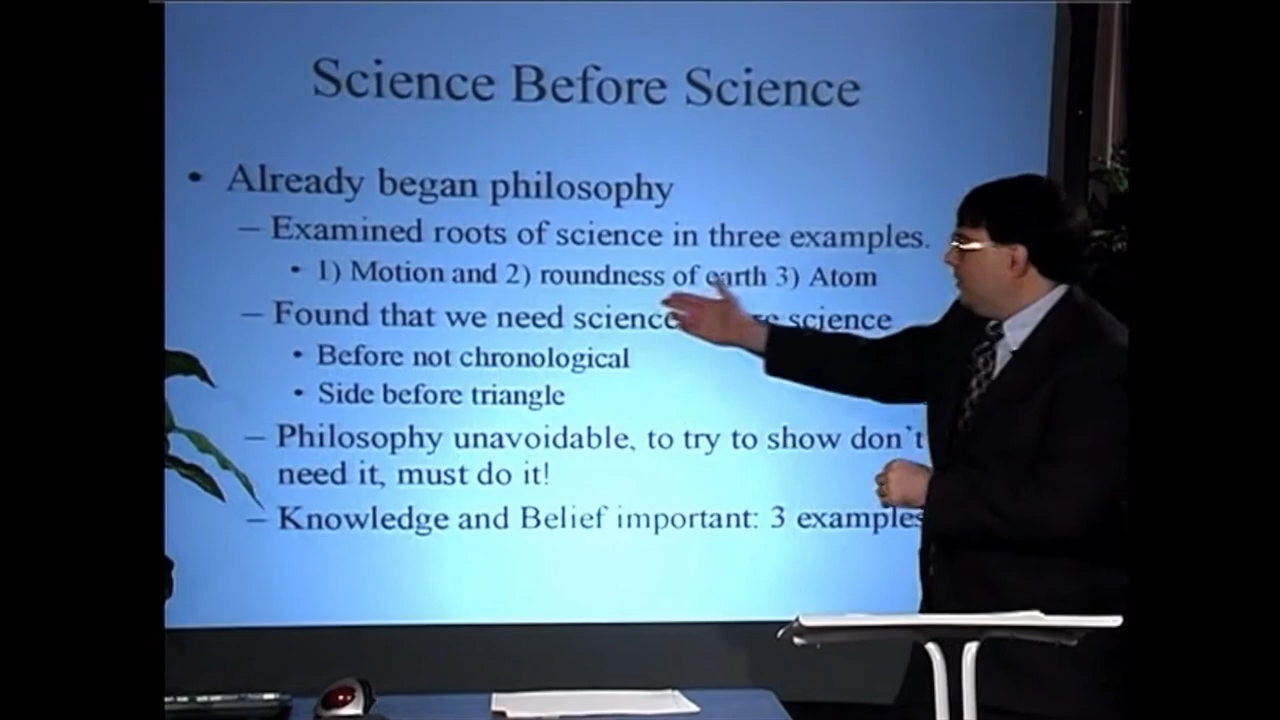 Science Before Science
• Already began philosophy
– Examined roots of science in three examples.
• 1) Motion and 2) roundness of earth 3) Atom
– Found that we need science science
• Before not chronological
• Side before triangle
– Philosophy unavoidable, to try to show don't
need it, must do it!
– Knowledge and Belief important: 3 examples